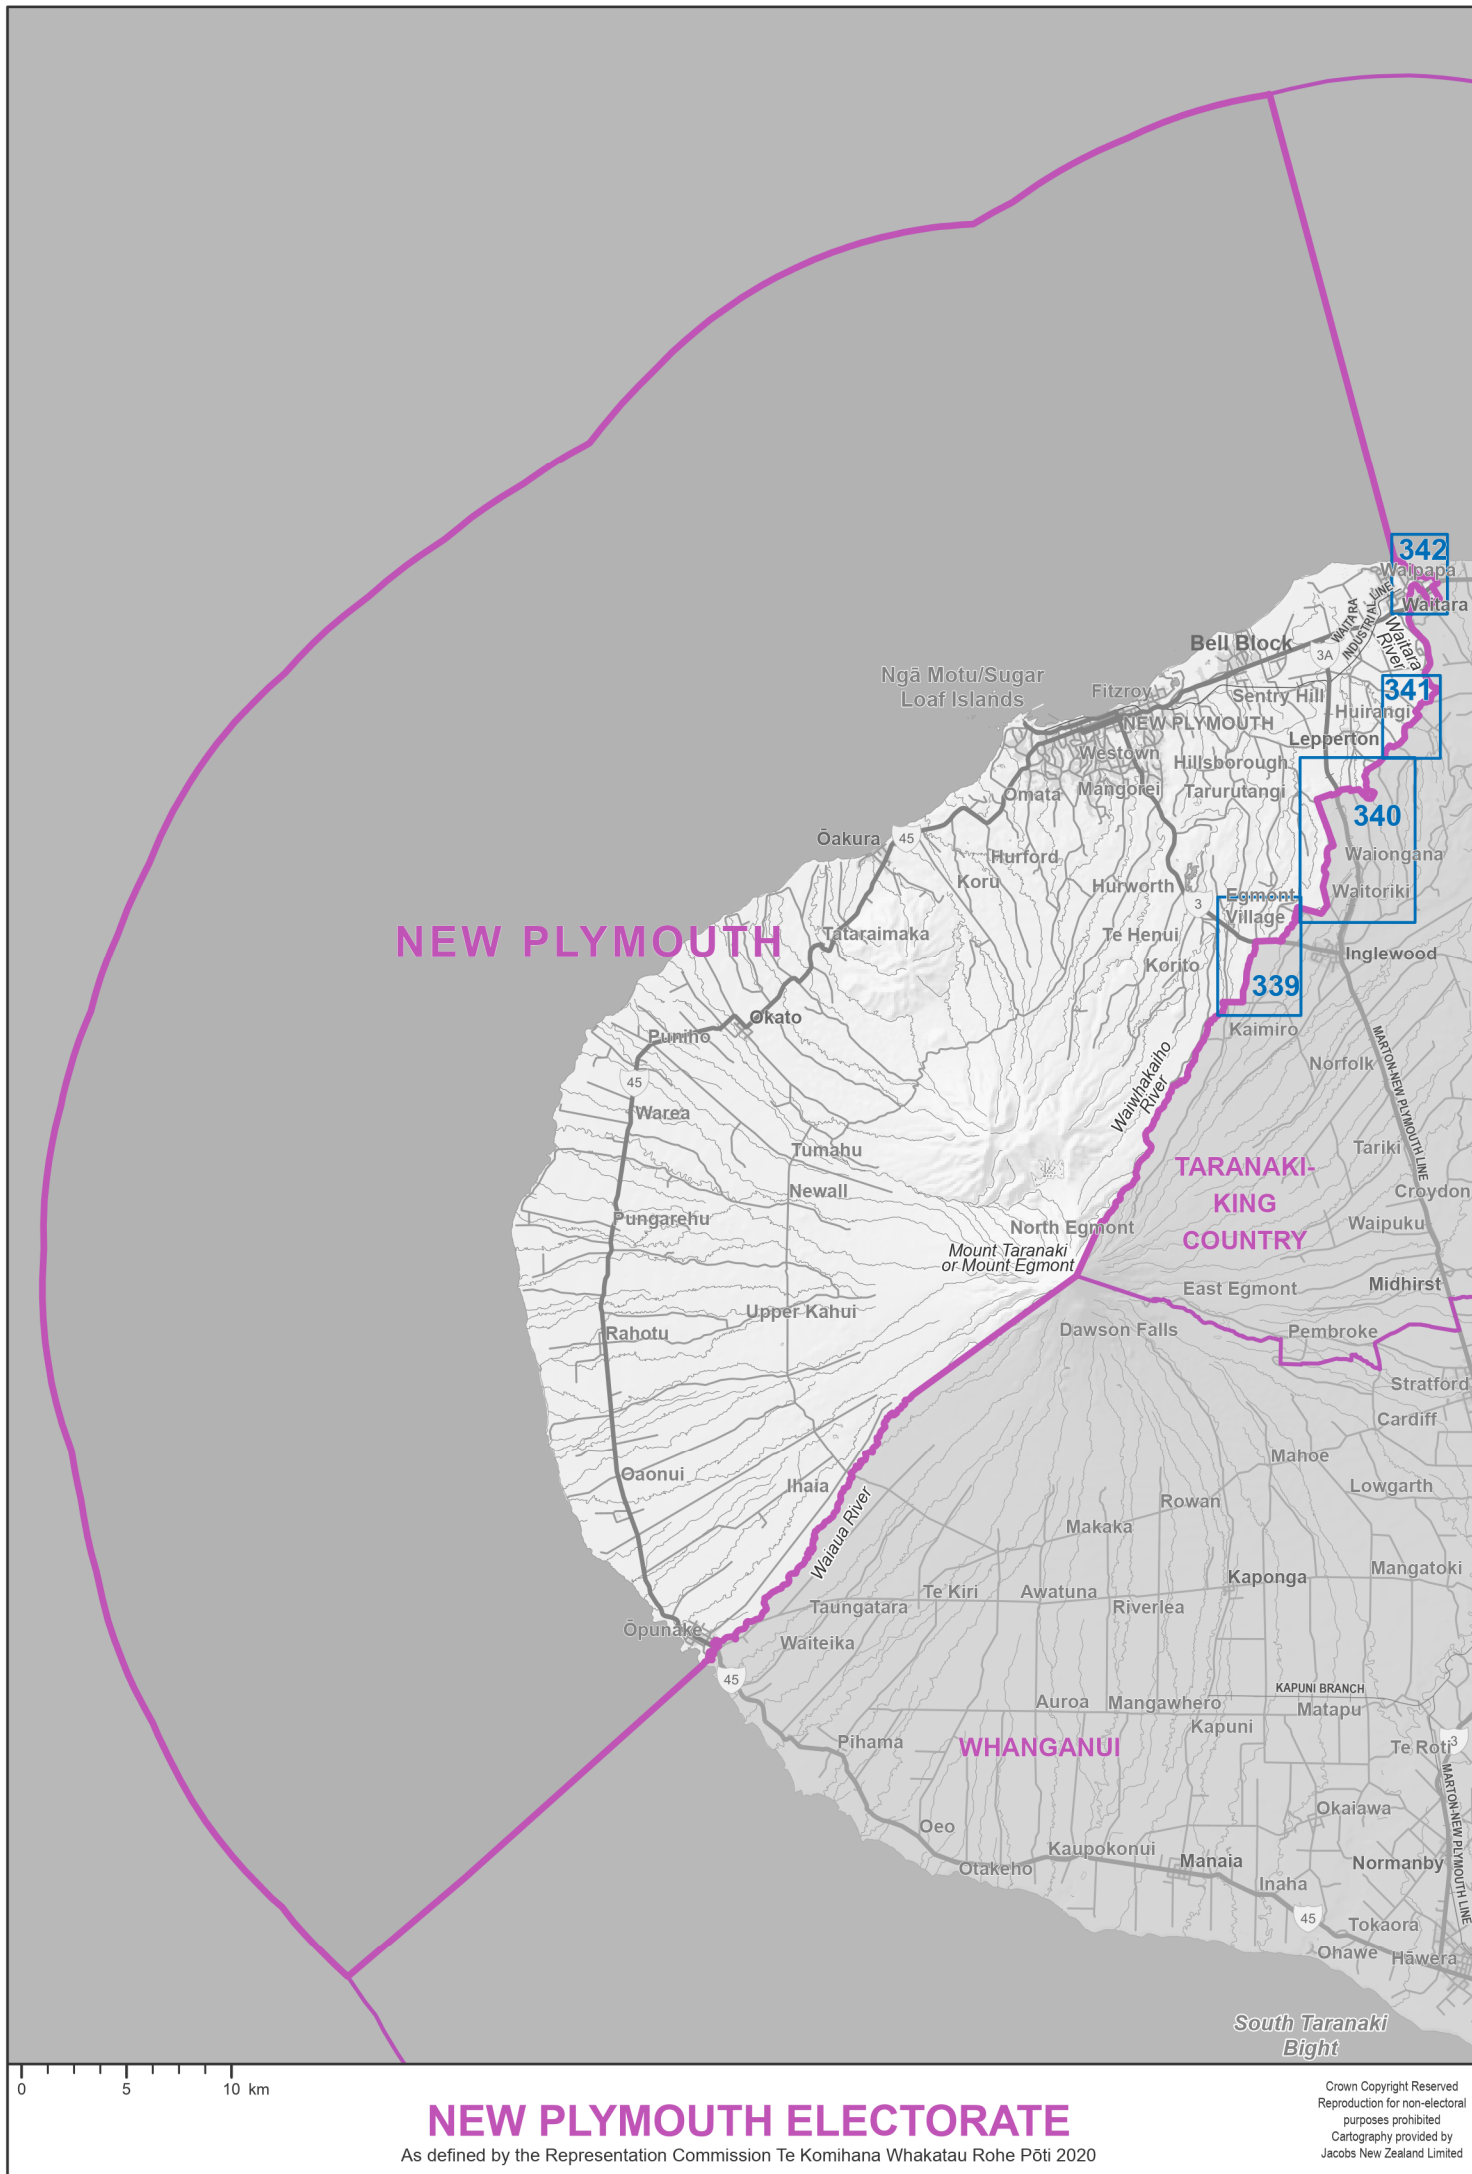 342
Waipapa
Waitara
WAITARA
INDUSTRIAL LINE
Waitara
River
Bell Block
3A
Ngā Motu/Sugar
Loaf Islands
Fitzroy
Sentry Hill
341
Huirangi
NEW PLYMOUTH
Lepperton
Westown
Hillsborough
Mangorei
Tarurutangi
Omata
340
Ōakura
45
Hurford
Waiongana
Koru
Hurworth
Waitoriki
Egmont
Village
3
NEW PLYMOUTH
Tataraimaka
Te Henui
Inglewood
Korito
339
Okato
Kaimiro
Puniho
MARTON-NEW PLYMOUTH LINE
Norfolk
45
Waiwhakaiho
River
Warea
Tumahu
Tariki
TARANAKI-
KING
COUNTRY
Newall
Croydon
Pungarehu
North Egmont
Waipuku
Mount Taranaki
or Mount Egmont
East Egmont
Midhirst
Upper Kahui
Dawson Falls
Pembroke
Rahotu
Stratford
Cardiff
Mahoe
Oaonui
Ihaia
Lowgarth
Rowan
Waiaua River
Makaka
Mangatoki
Kaponga
Te Kiri
Awatuna
Taungatara
Riverlea
Ōpunake
Waiteika
45
KAPUNI BRANCH
Auroa
Mangawhero
Matapu
Kapuni
Pihama
WHANGANUI
Te Roti
3
MARTON-NEW PLYMOUTH LINE
Okaiawa
Oeo
Kaupokonui
Otakeho
Manaia
Normanby
Inaha
45
Tokaora
Ohawe
Hāwera
South Taranaki
Bight
0 5 10 km
NEW PLYMOUTH ELECTORATE
As defined by the Representation Commission Te Komihana Whakatau Rohe Pōti 2020
Crown Copyright Reserved
Reproduction for non-electoral
purposes prohibited
Cartography provided by
Jacobs New Zealand Limited